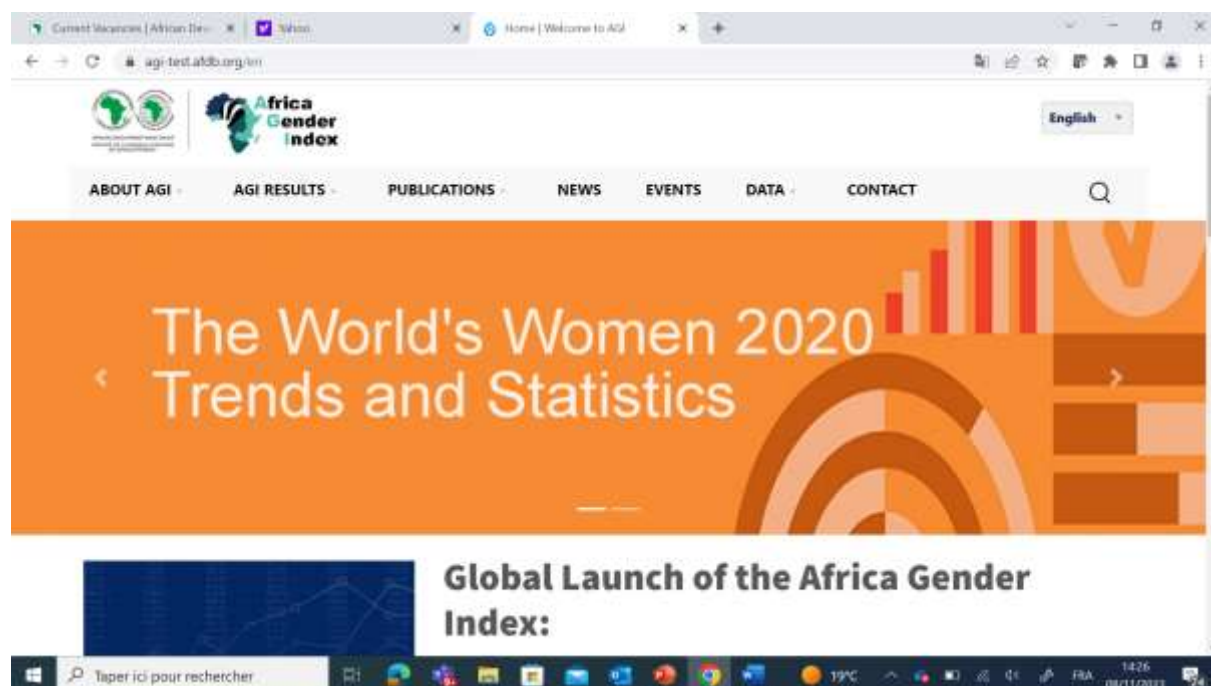 Current Vacancies | African Dev
Yahoo
Home | Welcome to AGI
agi-test.afdb.org/en
Africa
Gender
Index
English
ABOUT AGI
AGI RESULTS
PUBLICATIONS
NEWS
EVENTS
DATA
CONTACT
The World's Women 2020
Trends and Statistics
Global Launch of the Africa Gender
Index:
Taper ici pour rechercher
19°C
FRA
14:26